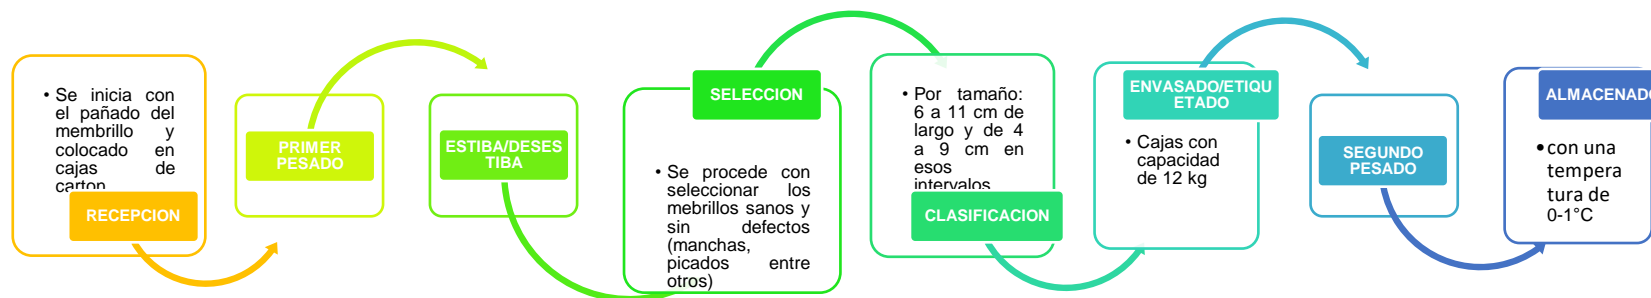 • Se inicia con
el pañado del
membrillo y
colocado en
cajas de
carton
RECEPCION
PRIMER
PESADO
ESTIBA/DESES
TIBA
SELECCION
• Se procede con
seleccionar los
mebrillos sanos y
sin defectos
(manchas,
picados entre
otros)
• Por tamaño:
6 a 11 cm de
largo y de 4
a 9 cm en
esos
intervalos
CLASIFICACION
ENVASADO/ETIQU
ETADO
• Cajas con
capacidad
de 12 kg
SEGUNDO
PESADO
ALMACENADO
• con una
tempera
tura de
0-1°C